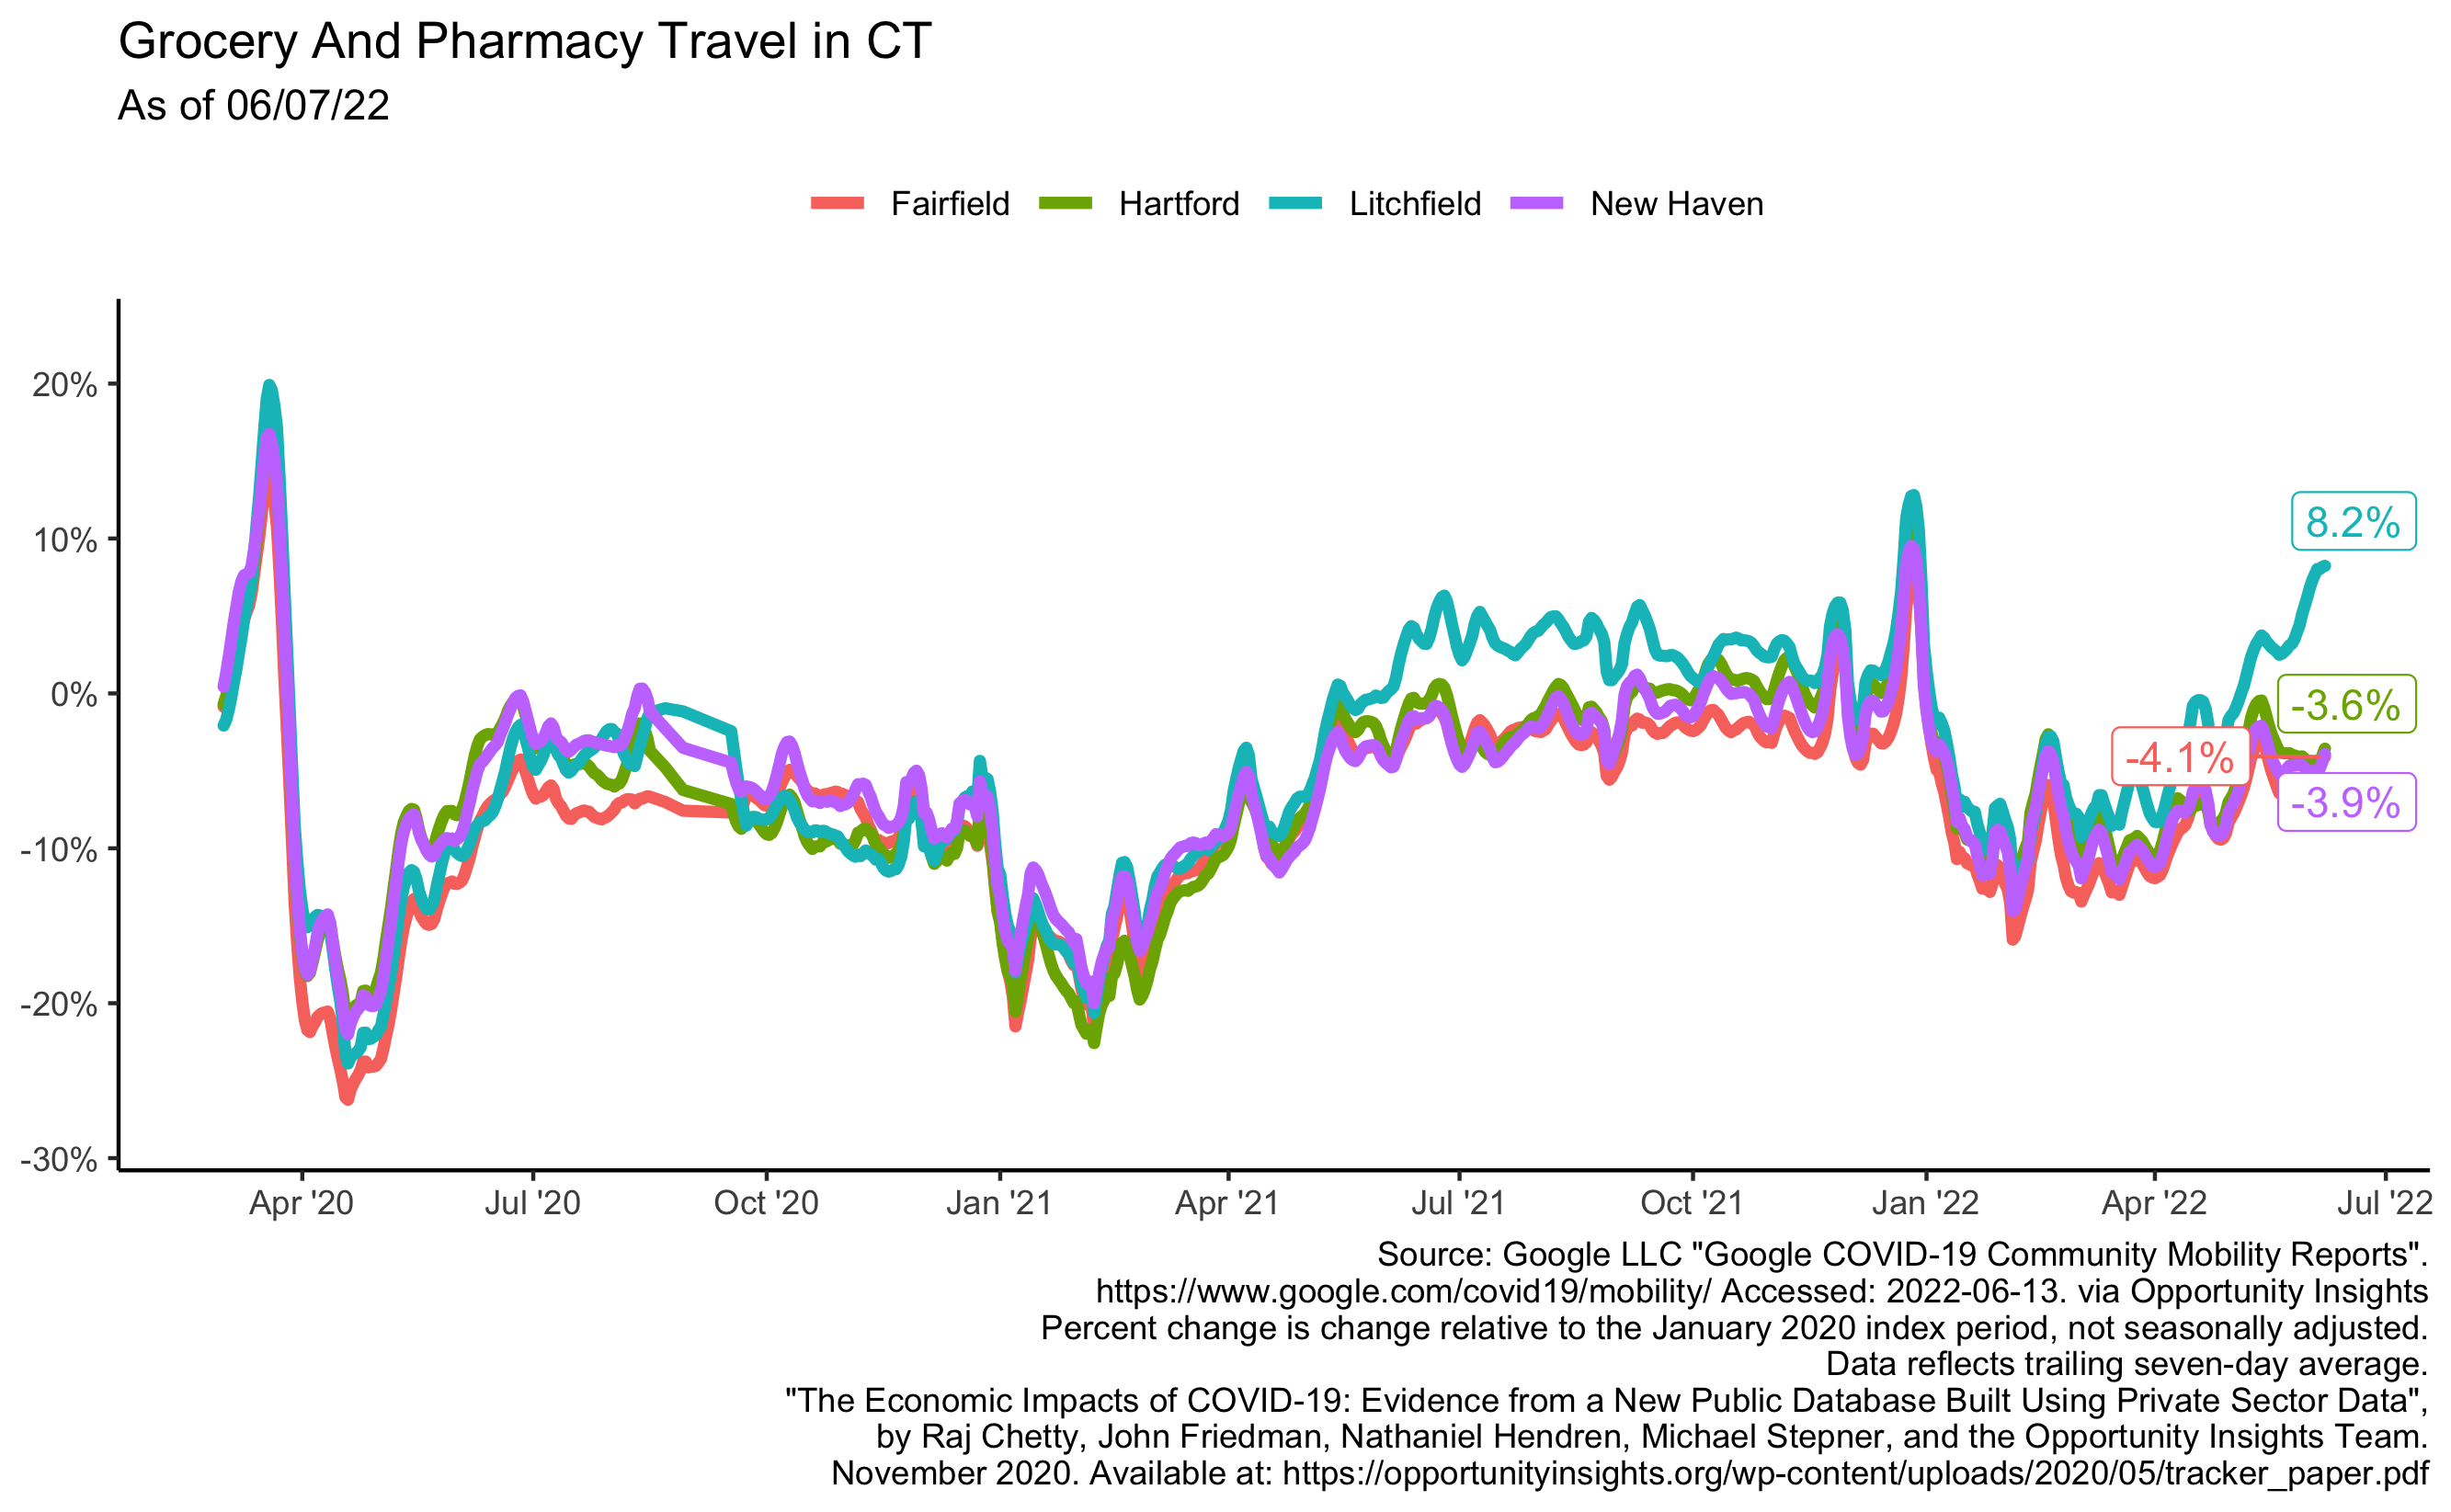 Grocery And Pharmacy Travel in CT
As of 06/07/22
Fairfield Hartford Litchfield New Haven
20%
10%
0%
-10%
-20%
-30%
8.2%
-3.6%
-4.1%
-3.9%
Apr '20 Jul '20 Oct '20 Jan '21 Apr '21 Jul '21 Oct '21 Jan '22 Apr '22 Jul '22
Source: Google LLC "Google COVID-19 Community Mobility Reports".
https://www.google.com/covid19/mobility/ Accessed: 2022-06-13. via Opportunity Insights
Percent change is change relative to the January 2020 index period, not seasonally adjusted.
Data reflects trailing seven-day average.
"The Economic Impacts of COVID-19: Evidence from a New Public Database Built Using Private Sector Data",
by Raj Chetty, John Friedman, Nathaniel Hendren, Michael Stepner, and the Opportunity Insights Team.
November 2020. Available at: https://opportunityinsights.org/wp-content/uploads/2020/05/tracker_paper.pdf